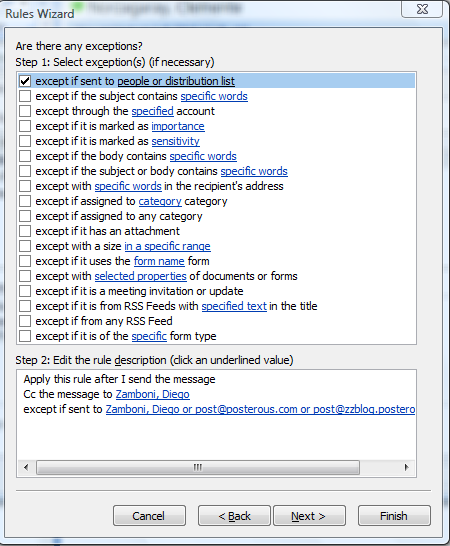 Rules Wizard
Are there any exceptions?
Step 1: Select exception(s) (if necessary)
except if sent to people or distribution list
except if the subject contains specific words
except through the specified account
except if it is marked as importance
except if it is marked as sensitivity
except if the body contains specific words
except if the subject or body contains specific words
except with specific words in the recipient's address
except if assigned to category category
except if assigned to any category
except if it has an attachment
except with a size in a specific range
except if it uses the form name form
except with selected properties of documents or forms
except if it is a meeting invitation or update
except if it is from RSS Feeds with specified text in the title
except if from any RSS Feed
except if it is of the specific form type
Step 2: Edit the rule description (click an underlined value)
Apply this rule after I send the message
Cc the message to Zamboni, Diego
except if sent to Zamboni, Diego or post@posterous.com or post@zzblog.postero
Cancel
< Back
Next >
Finish